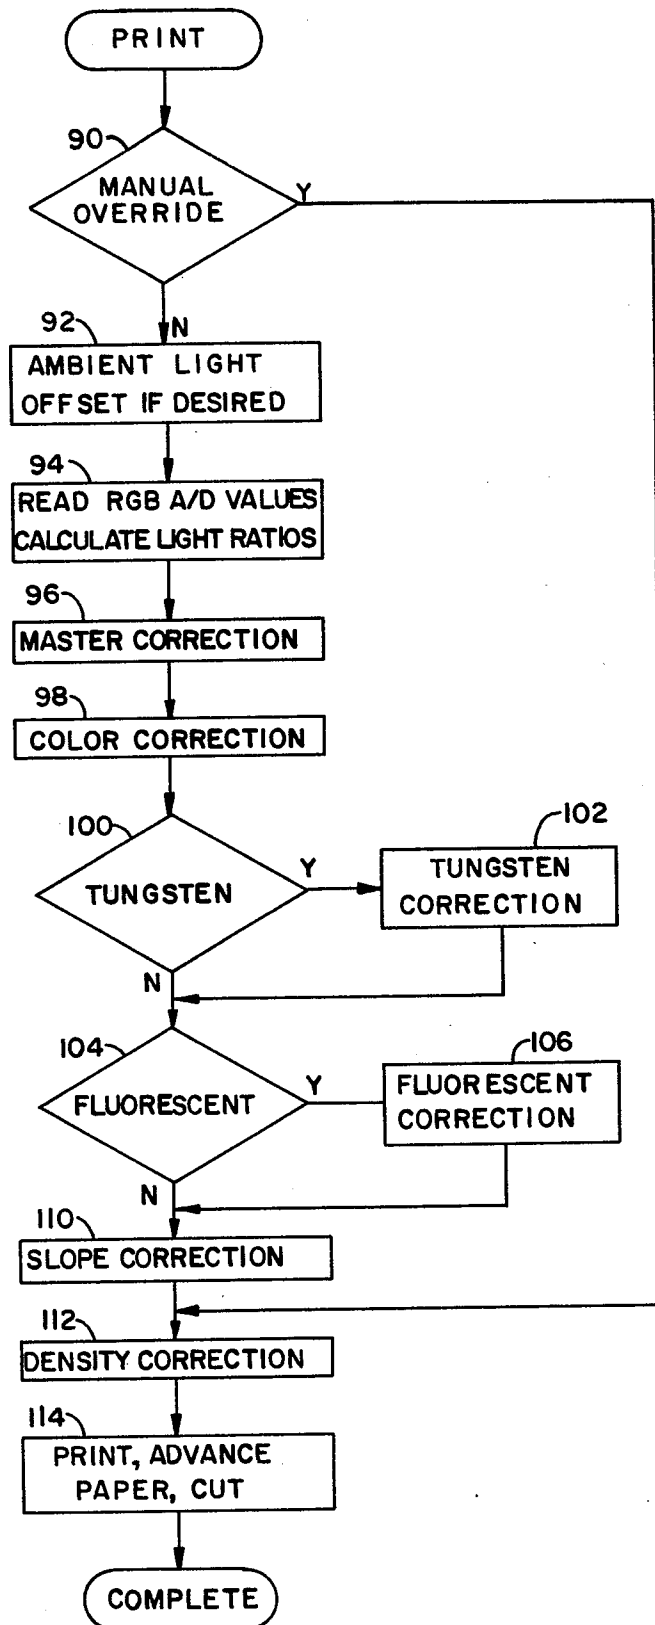 PRINT
90
MANUAL
OVERRIDE
Y
N
92
AMBIENT LIGHT
OFFSET IF DESIRED
94
READ RGB A/D VALUES
CALCULATE LIGHT RATIOS
96
MASTER CORRECTION
98
COLOR CORRECTION
100
TUNGSTEN
Y
102
TUNGSTEN
CORRECTION
N
104
FLUORESCENT
Y
106
FLUORESCENT
CORRECTION
N
110
SLOPE CORRECTION
112
DENSITY CORRECTION
114
PRINT, ADVANCE
PAPER, CUT
COMPLETE